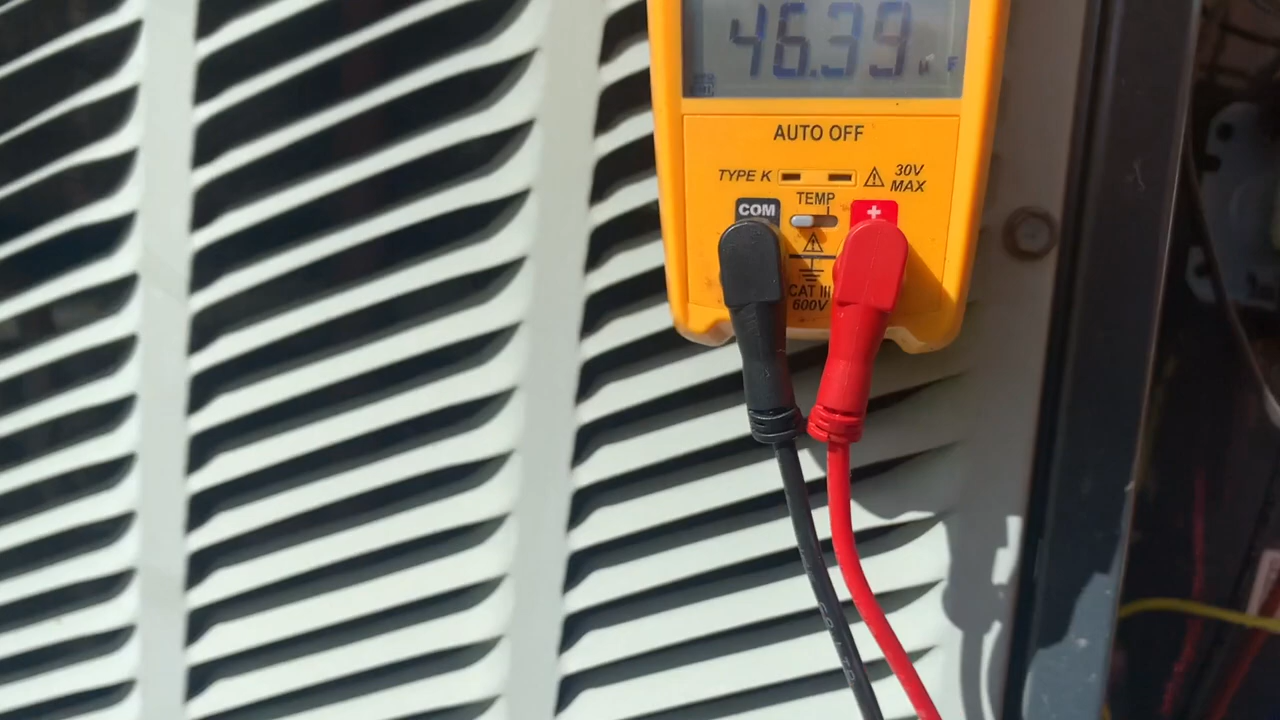 46.39
AUTO OFF
TYPE K
30V
MAX
TEMP
COM
+
CAT III
600V